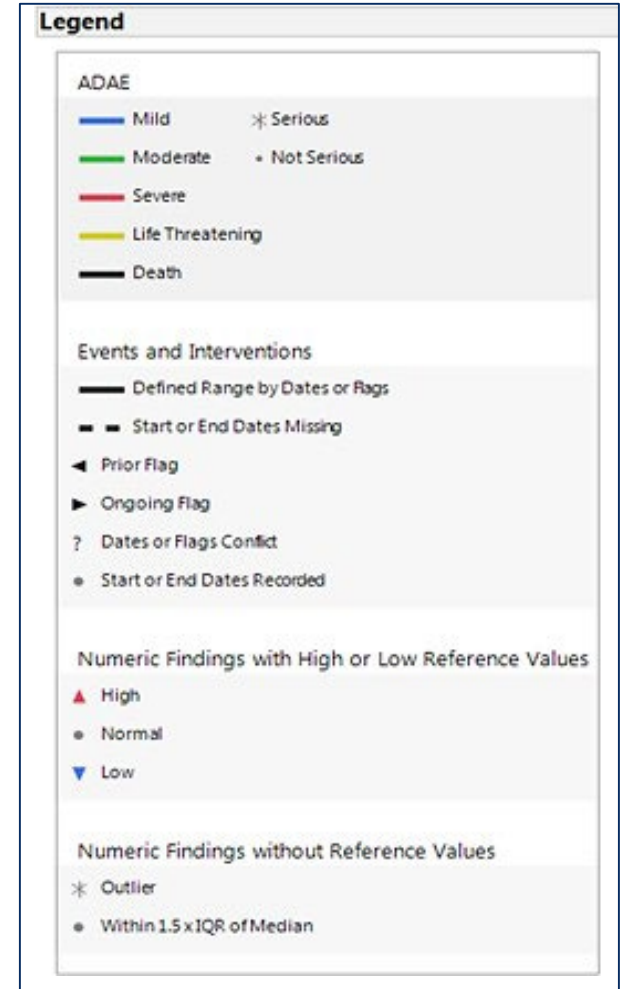 Legend
ADAE
Mild * Serious
Moderate • Not Serious
Severe
Life Threatening
Death
Events and Interventions
Defined Range by Dates or Flags
Start or End Dates Missing
◄ Prior Flag
► Ongoing Flag
? Dates or Flags Conflict
• Start or End Dates Recorded
Numeric Findings with High or Low Reference Values
▲ High
• Normal
▼ Low
Numeric Findings without Reference Values
* Outlier
• Within 1.5 x IQR of Median